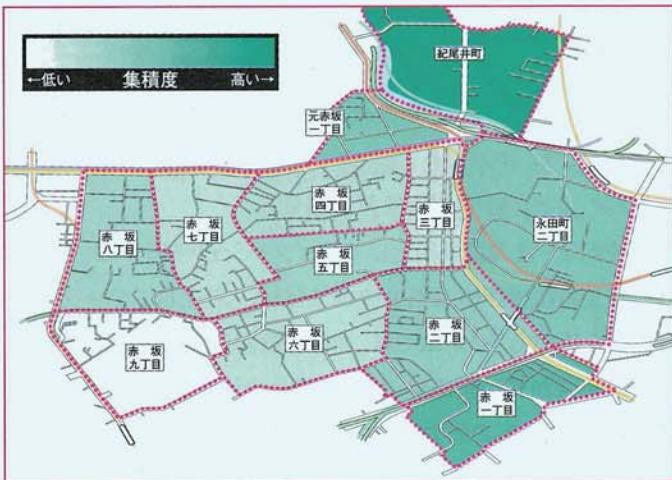 ←低い 集積度 高い→
紀尾井町
元赤坂
一丁目
赤坂
四丁目
赤坂
三丁目
永田町
二丁目
赤坂
八丁目
赤坂
七丁目
赤坂
五丁目
赤坂
九丁目
赤坂
六丁目
赤坂
二丁目
赤坂
一丁目